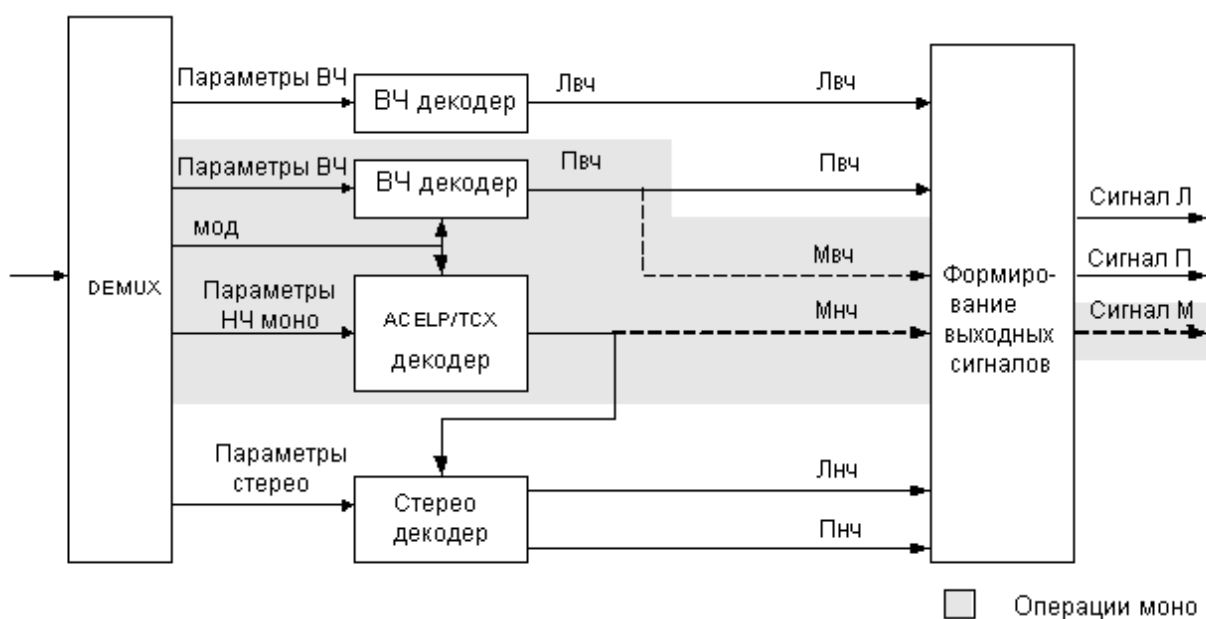 Параметры ВЧ
ВЧ декодер
Лвч
Лвч
Параметры ВЧ
ВЧ декодер
Пвч
Пвч
мод
Сигнал Л
DEMUX
Параметры
НЧ моно
ACELP/TCX
декодер
Мвч
Мнч
Формиро-
вание
выходных
сигналов
Сигнал П
Сигнал М
Параметры
стерео
Стерео
декодер
Лнч
Пнч
Операции моно